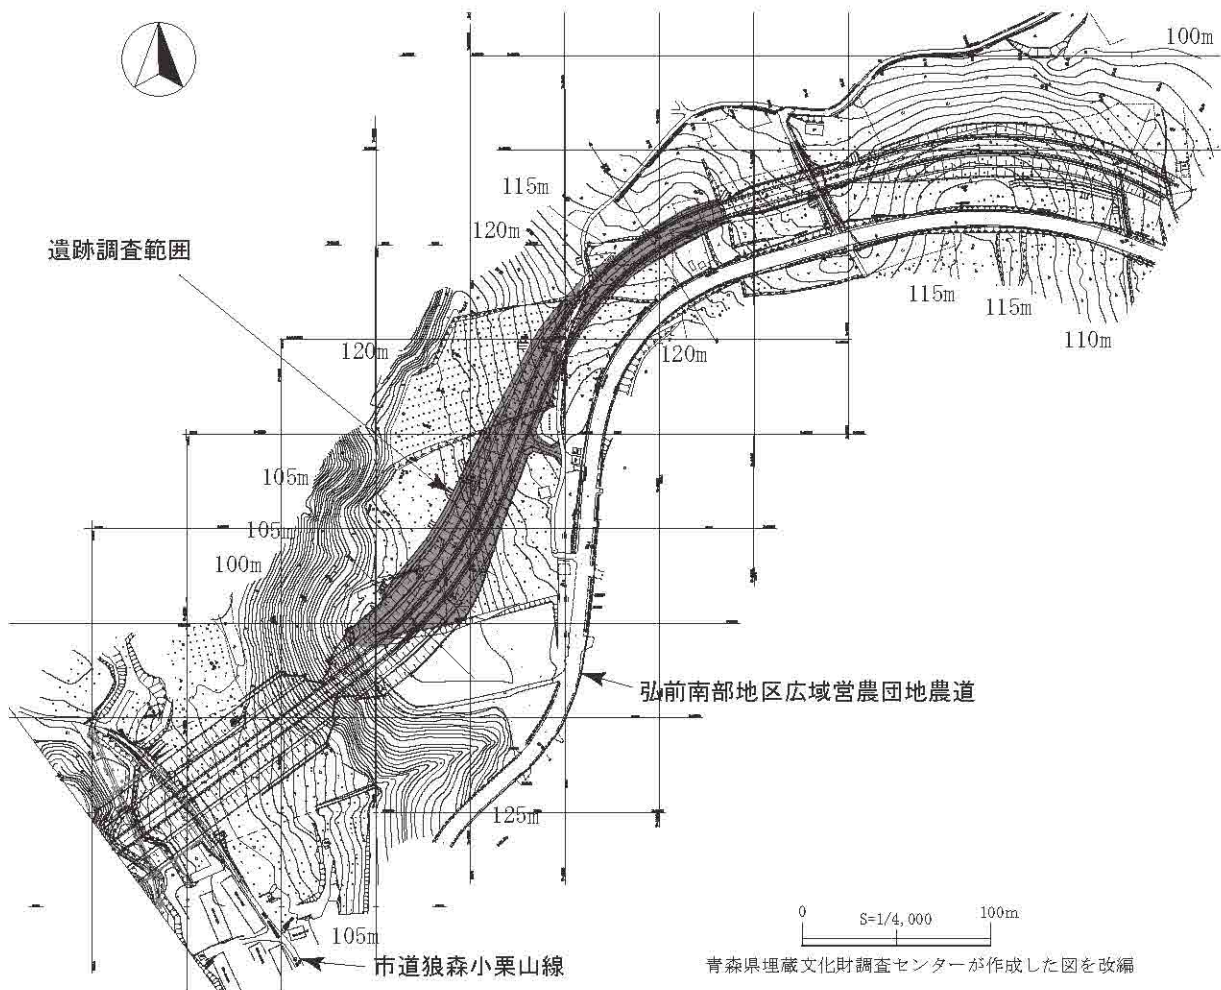 100m
115m
120m
遺跡調査範囲
115m
115m
120m
120m
110m
105m
105m
100m
弘前南部地区広域営農団地農道
125m
105m
市道狼森小栗山線
0
S=1/4,000
100m
青森県埋蔵文化財調査センターが作成した図を改編